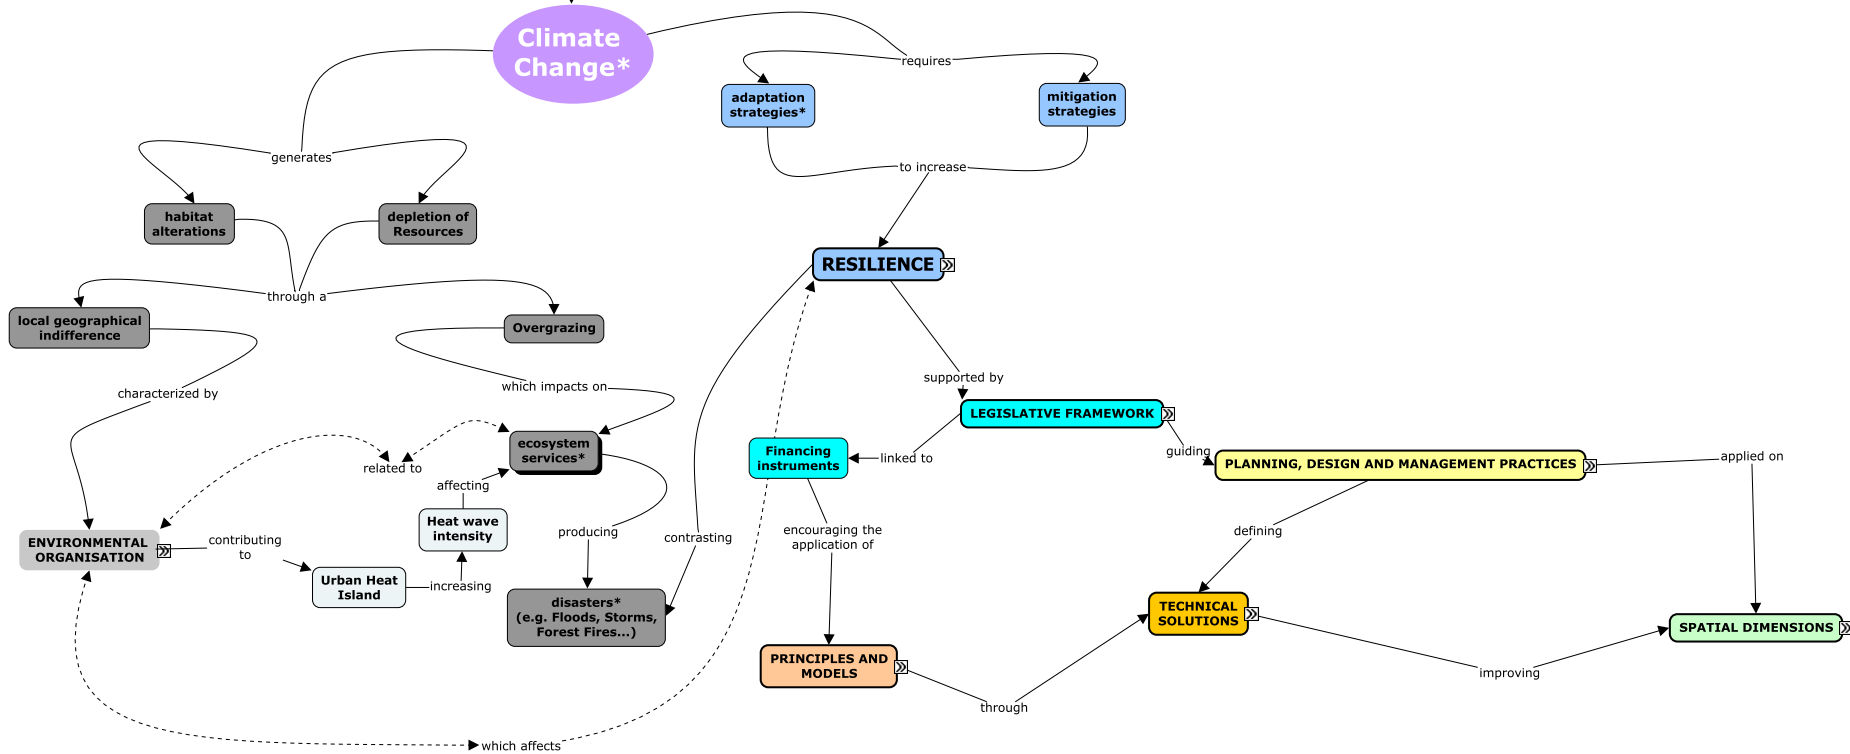 Climate
Change*
requires
adaptation
strategies*
mitigation
strategies
generates
to increase
habitat
alterations
depletion of
Resources
RESILIENCE
through a
local geographical
indifference
Overgrazing
characterized by
which impacts on
supported by
LEGISLATIVE FRAMEWORK
ecosystem
services*
related to
affecting
Financing
instruments
linked to
guiding
PLANNING, DESIGN AND MANAGEMENT PRACTICES
applied on
Heat wave
intensity
ENVIRONMENTAL
ORGANISATION
contributing
to
producing
contrasting
encouraging the
application of
defining
Urban Heat
Island
increasing
disasters*
(e.g. Floods, Storms,
Forest Fires...)
TECHNICAL
SOLUTIONS
SPATIAL DIMENSIONS
PRINCIPLES AND
MODELS
improving
through
which affects